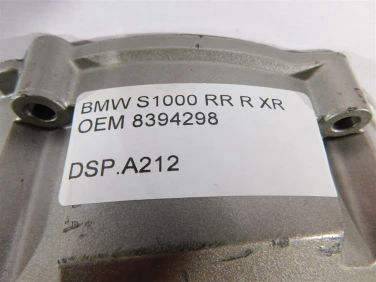 BMW S1000 RR R XR
OEM 8394298
DSP.A212